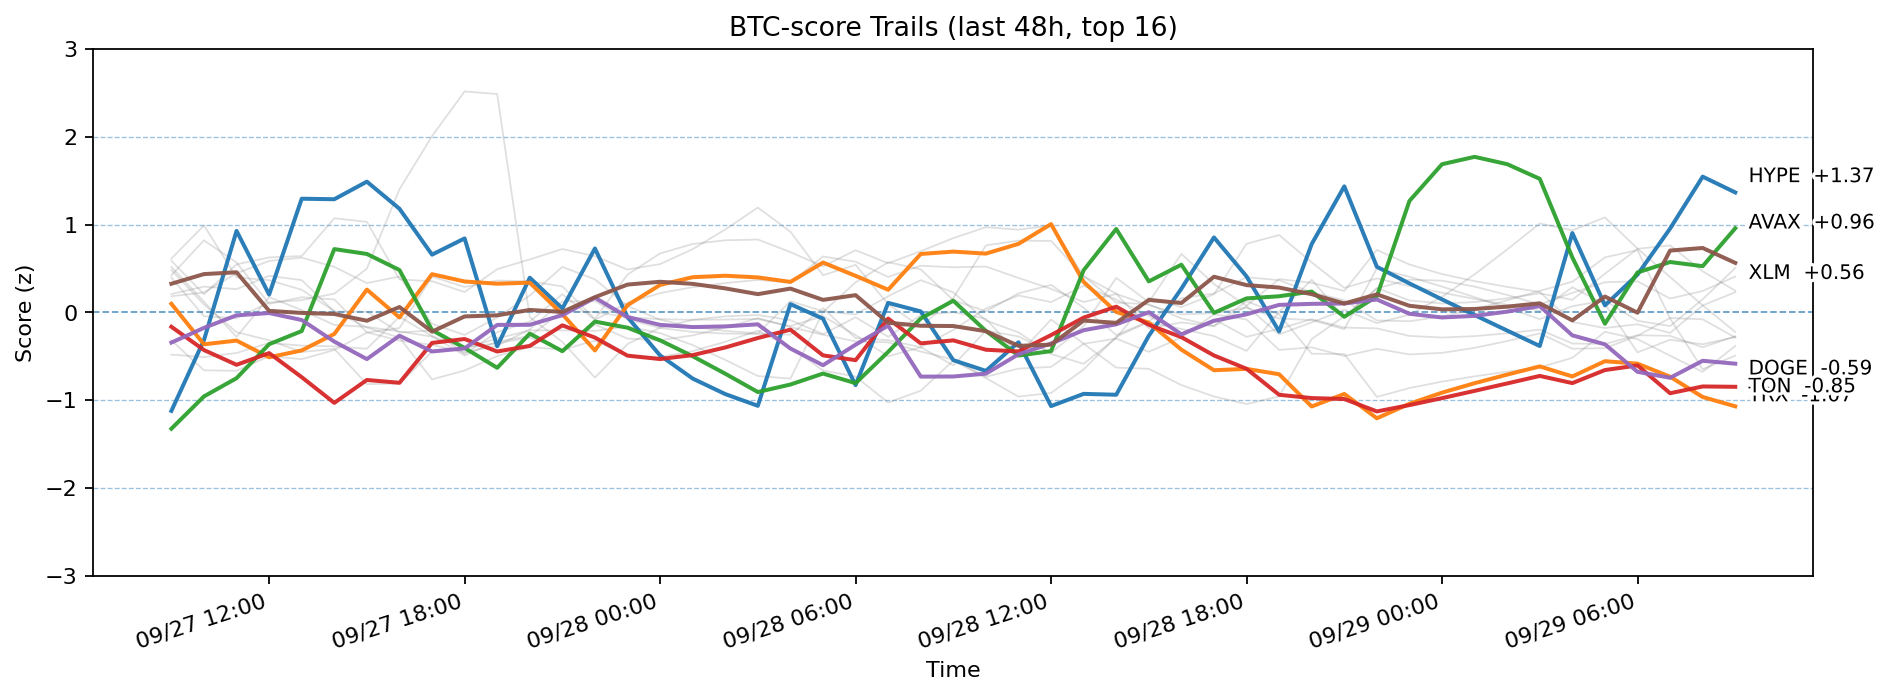 BTC-score Trails (last 48h, top 16)
Score (z)
3
2
1
0
−1
−2
−3
HYPE +1.37
AVAX +0.96
XLM +0.56
DOGE -0.59
TON -0.85
TRX -1.07
09/27 12:00
09/27 18:00
09/28 00:00
09/28 06:00
09/28 12:00
09/28 18:00
09/29 00:00
09/29 06:00
Time